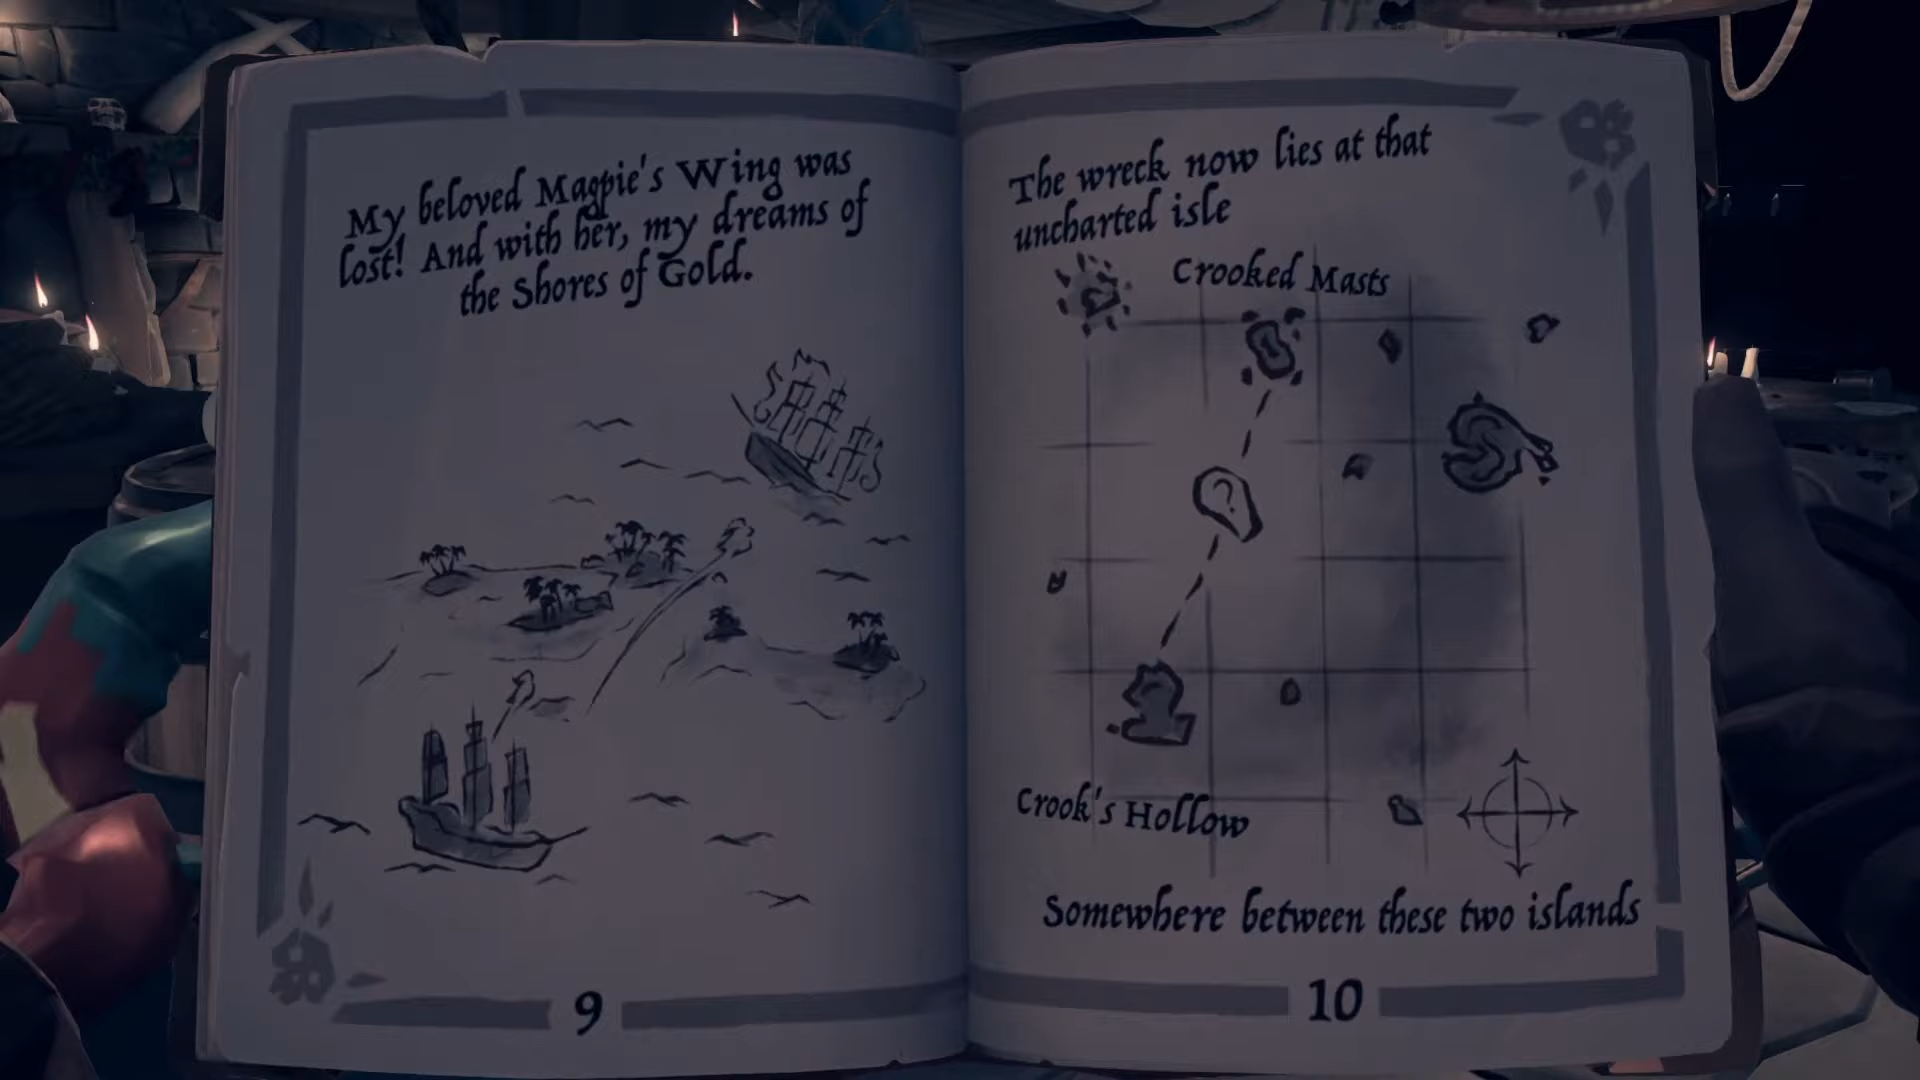 My beloved Magpie's Wing was
lost! And with her, my dreams of
the Shores of Gold.
9
The wreck now lies at that
uncharted isle
Crooked Masts
?
Crook's Hollow
Somewhere between these two islands
10